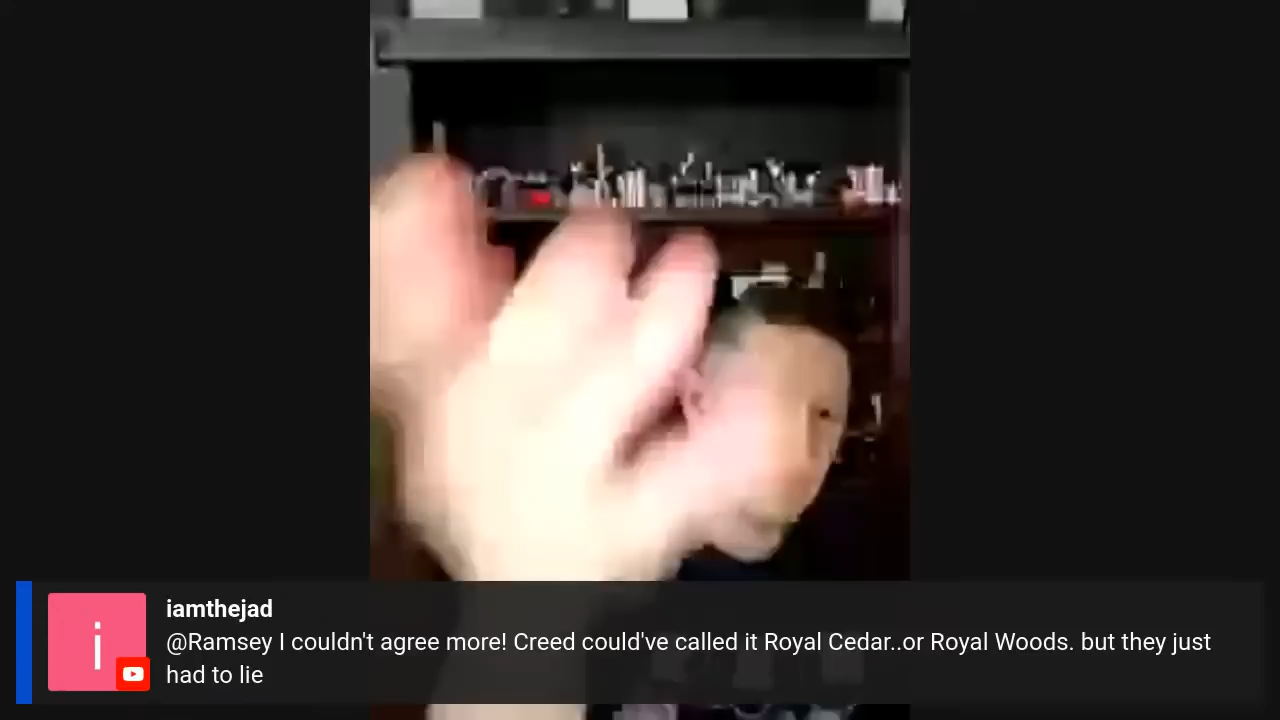 i
iamthejad
@Ramsey I couldn't agree more! Creed could've called it Royal Cedar..or Royal Woods. but they just
had to lie